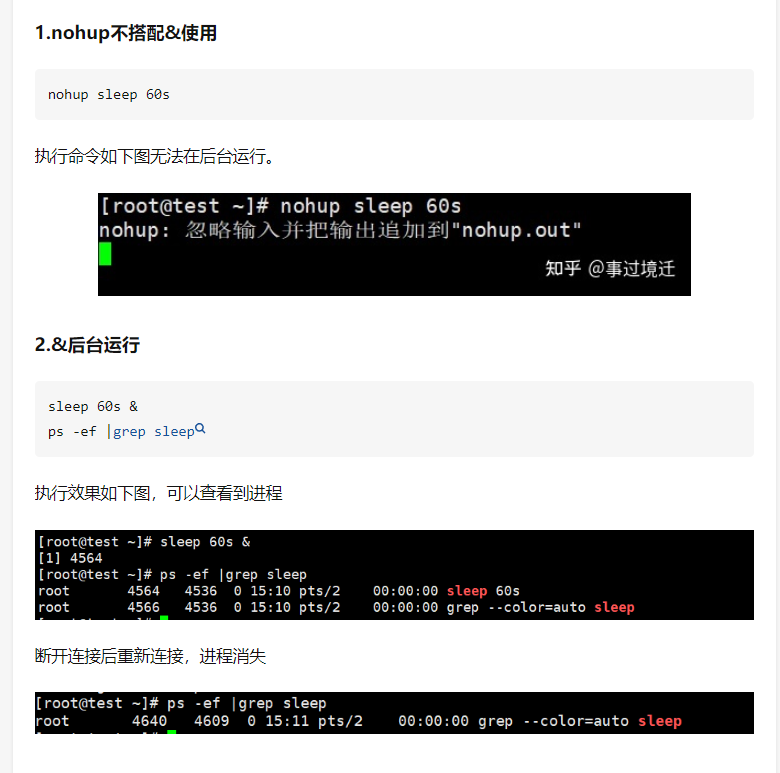 1.nohup不搭配&使用
nohup sleep 60s
执行命令如下图无法在后台运行。
[root@test ~]# nohup sleep 60s
nohup: 忽略输入并把输出追加到"nohup.out"
知乎 @事过境迁
2.&后台运行
sleep 60s &
ps -ef |grep sleep
执行效果如下图，可以查看到进程
[root@test ~]# sleep 60s &
[1] 4564
[root@test ~]# ps -ef |grep sleep
root 4564 4536 0 15:10 pts/2 00:00:00 sleep 60s
root 4566 4536 0 15:10 pts/2 00:00:00 grep --color=auto sleep
断开连接后重新连接，进程消失
[root@test ~]# ps -ef |grep sleep
root 4640 4609 0 15:11 pts/2 00:00:00 grep --color=auto sleep